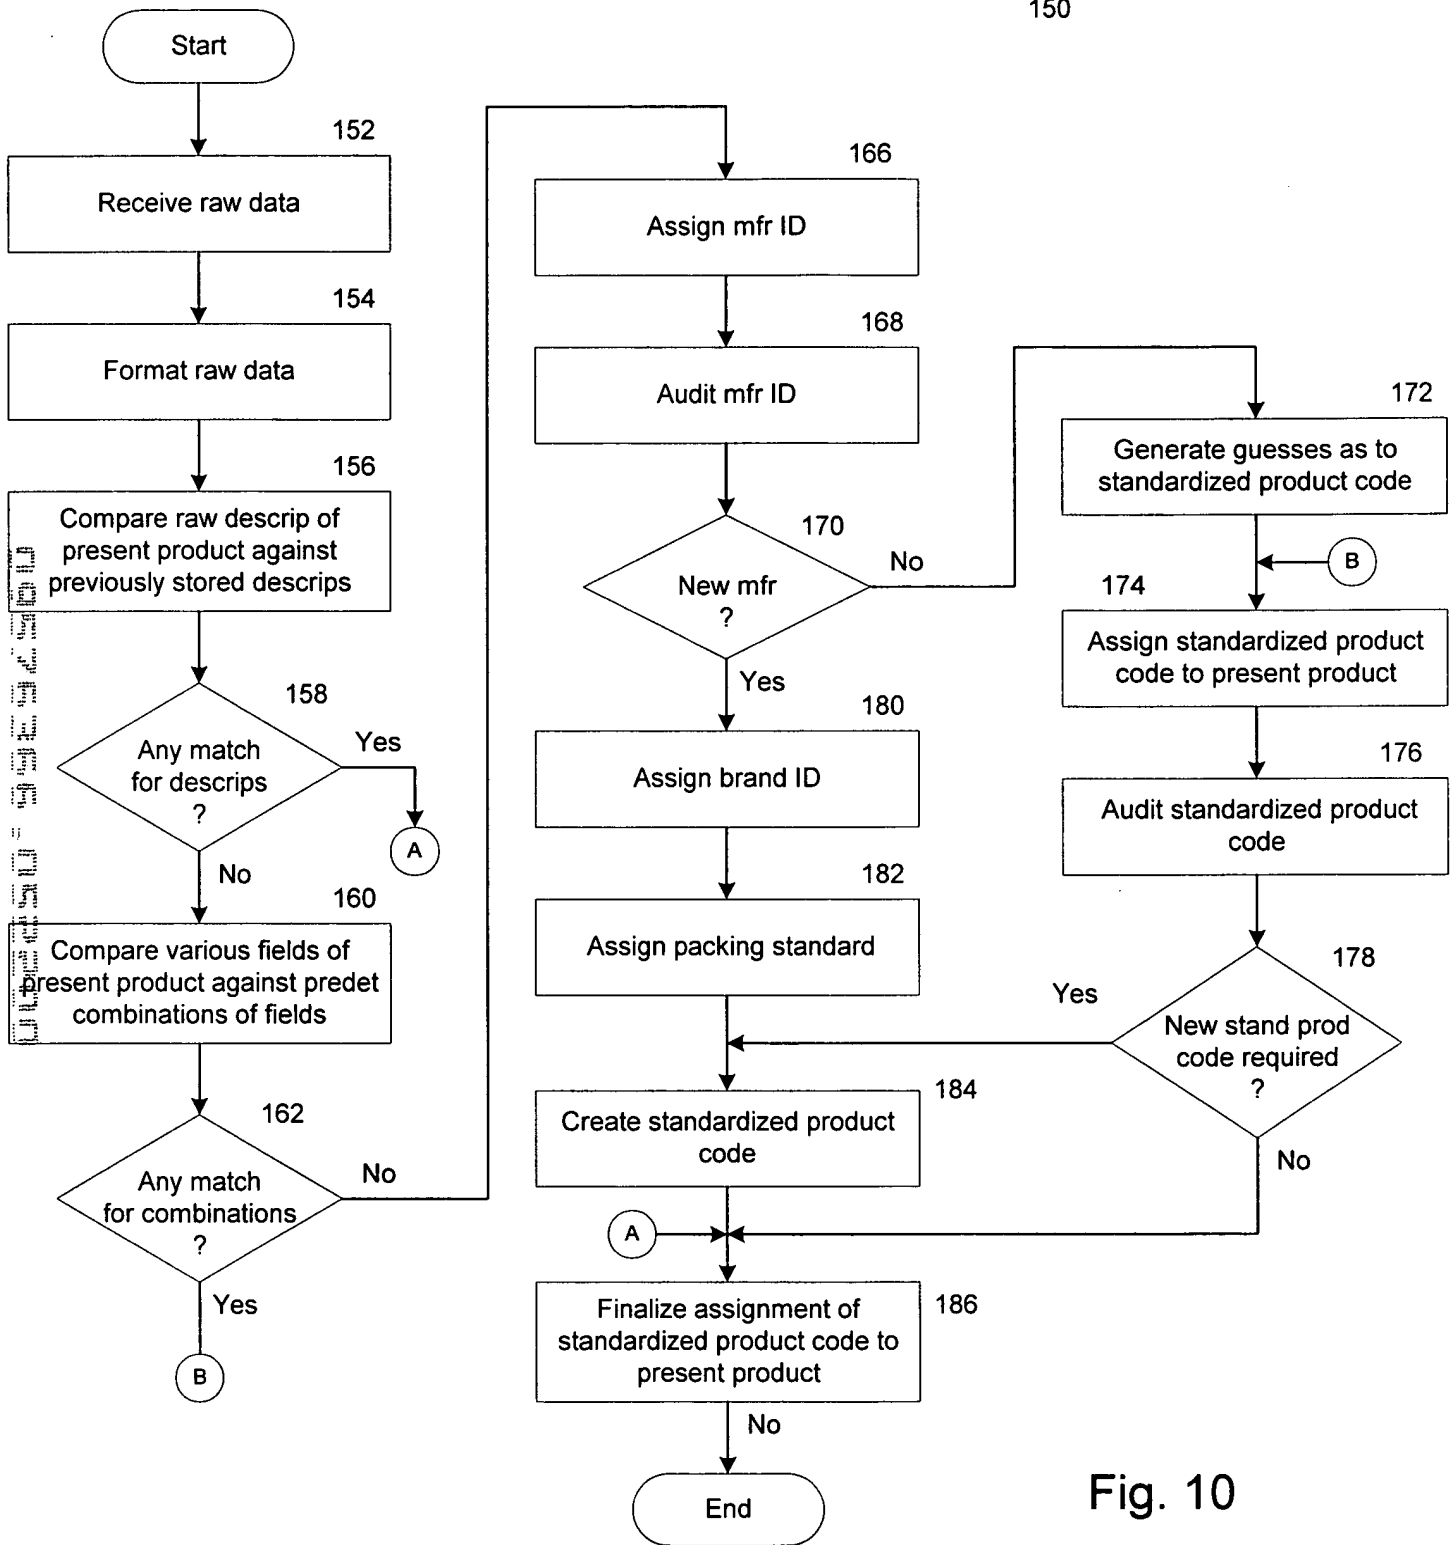 150
Start
152
Receive raw data
154
Format raw data
156
Compare raw descrip of
present product against
previously stored descrips
158
Any match
for descrips
?
Yes
A
No
160
Compare various fields of
present product against predet
combinations of fields
162
Any match
for combinations
?
No
Yes
B
166
Assign mfr ID
168
Audit mfr ID
170
New mfr
?
No
Yes
180
Assign brand ID
182
Assign packing standard
184
Create standardized product
code
A
186
Finalize assignment of
standardized product code to
present product
No
End
172
Generate guesses as to
standardized product code
B
174
Assign standardized product
code to present product
176
Audit standardized product
code
178
New stand prod
code required
?
Yes
No
Fig. 10